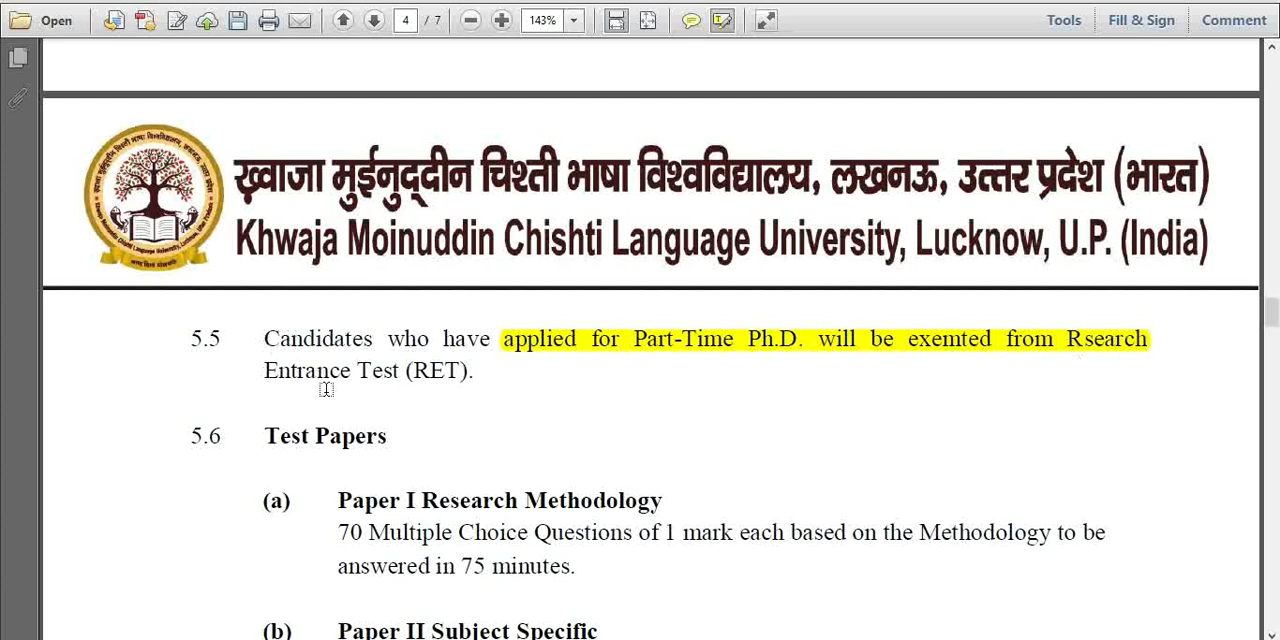 Open
4 / 7
143%
Tools
Fill & Sign
Comment
ख़्वाजा मुईनुद्दीन चिश्ती भाषा विश्वविद्यालय, लखनऊ, उत्तर प्रदेश (भारत)
Khwaja Moinuddin Chishti Language University, Lucknow, U.P. (India)
5.5 Candidates who have applied for Part-Time Ph.D. will be exemted from Rsearch
Entrance Test (RET).
5.6 Test Papers
(a) Paper I Research Methodology
70 Multiple Choice Questions of 1 mark each based on the Methodology to be
answered in 75 minutes.
(b) Paper II Subject Specific